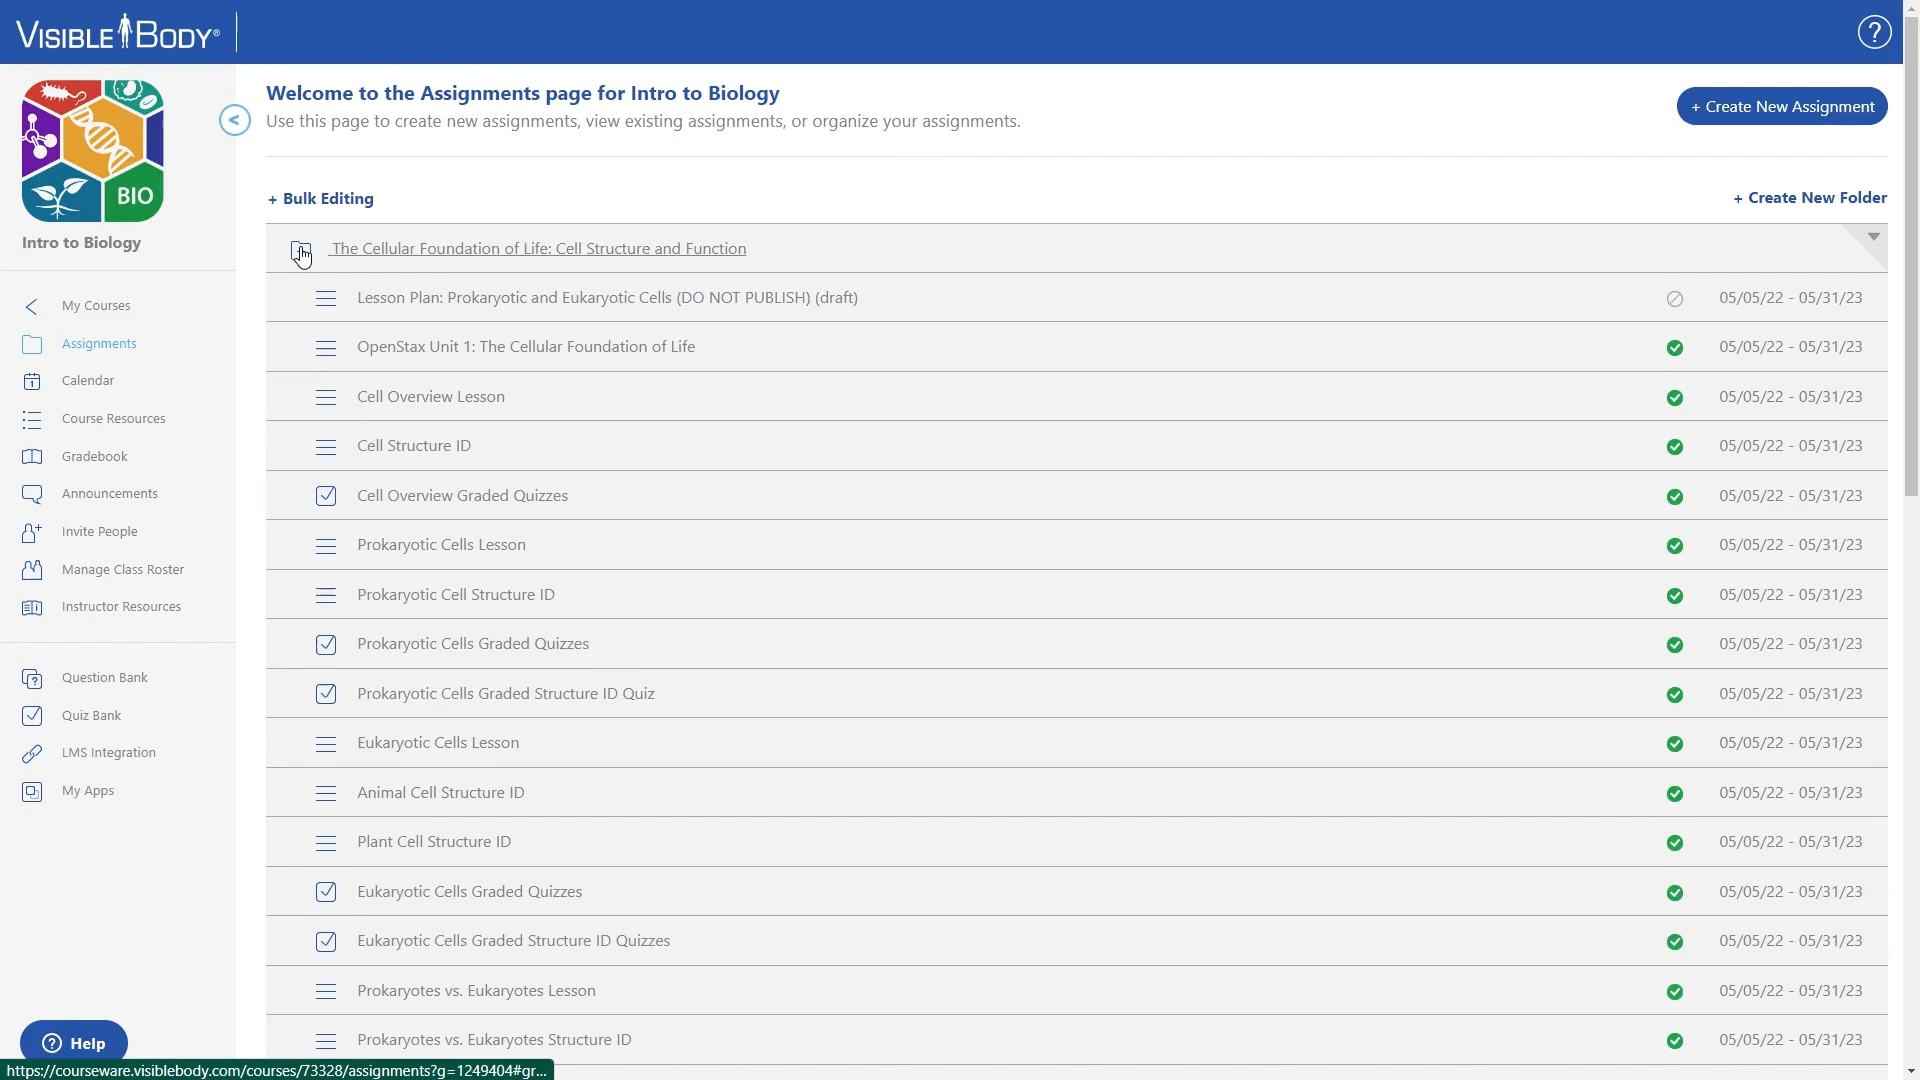 VISIBLE BODY®
?
Welcome to the Assignments page for Intro to Biology
Use this page to create new assignments, view existing assignments, or organize your assignments.
+ Create New Assignment
<
BIO
Intro to Biology
+ Bulk Editing
+ Create New Folder
My Courses
Assignments
Calendar
Course Resources
Gradebook
Announcements
Invite People
Manage Class Roster
Instructor Resources
Question Bank
Quiz Bank
LMS Integration
My Apps
The Cellular Foundation of Life: Cell Structure and Function
Lesson Plan: Prokaryotic and Eukaryotic Cells (DO NOT PUBLISH) (draft) 05/05/22 - 05/31/23
OpenStax Unit 1: The Cellular Foundation of Life 05/05/22 - 05/31/23
Cell Overview Lesson 05/05/22 - 05/31/23
Cell Structure ID 05/05/22 - 05/31/23
Cell Overview Graded Quizzes 05/05/22 - 05/31/23
Prokaryotic Cells Lesson 05/05/22 - 05/31/23
Prokaryotic Cell Structure ID 05/05/22 - 05/31/23
Prokaryotic Cells Graded Quizzes 05/05/22 - 05/31/23
Prokaryotic Cells Graded Structure ID Quiz 05/05/22 - 05/31/23
Eukaryotic Cells Lesson 05/05/22 - 05/31/23
Animal Cell Structure ID 05/05/22 - 05/31/23
Plant Cell Structure ID 05/05/22 - 05/31/23
Eukaryotic Cells Graded Quizzes 05/05/22 - 05/31/23
Eukaryotic Cells Graded Structure ID Quizzes 05/05/22 - 05/31/23
Prokaryotes vs. Eukaryotes Lesson 05/05/22 - 05/31/23
Prokaryotes vs. Eukaryotes Structure ID 05/05/22 - 05/31/23
? Help
https://courseware.visiblebody.com/courses/73328/assignments?g=1249404#gr...